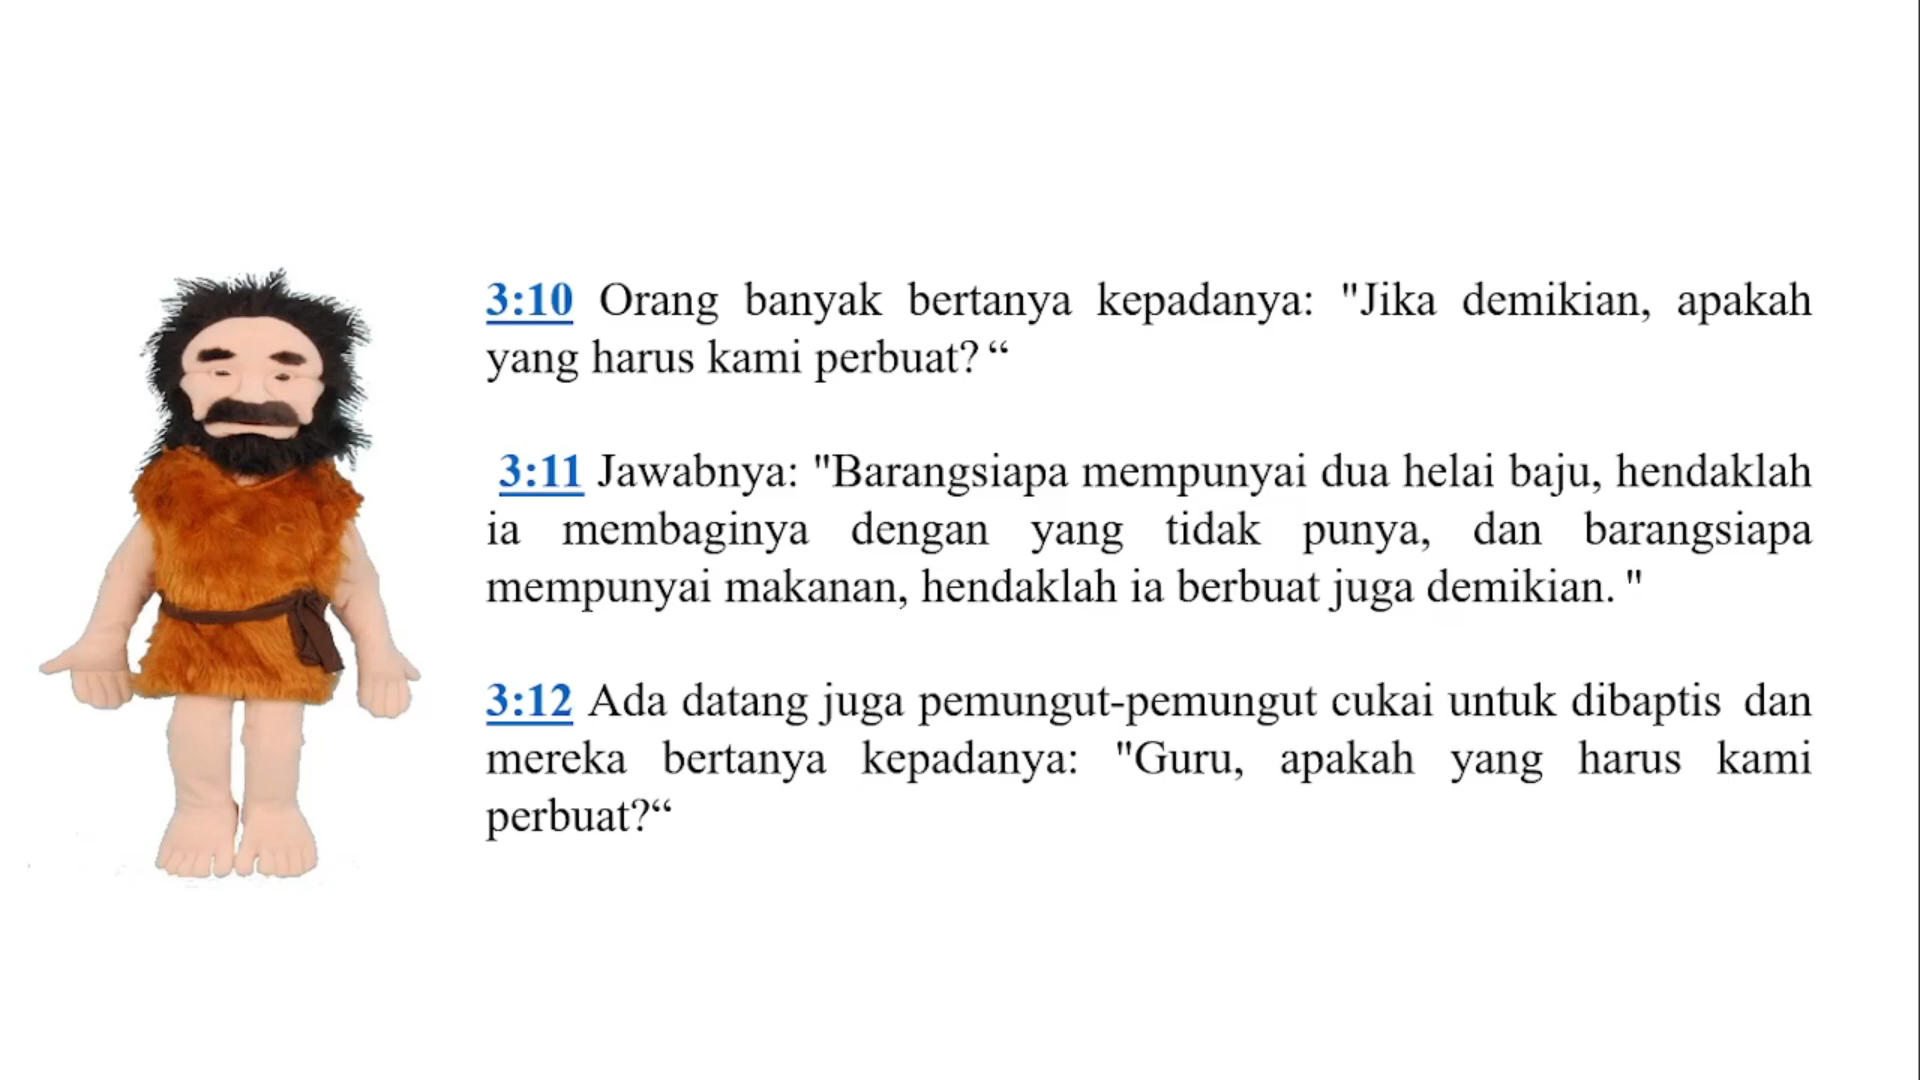 3:10 Orang banyak bertanya kepadanya: "Jika demikian, apakah
yang harus kami perbuat? “
3:11 Jawabnya: "Barangsiapa mempunyai dua helai baju, hendaklah
ia membaginya dengan yang tidak punya, dan barangsiapa
mempunyai makanan, hendaklah ia berbuat juga demikian. "
3:12 Ada datang juga pemungut-pemungut cukai untuk dibaptis dan
mereka bertanya kepadanya: "Guru, apakah yang harus kami
perbuat?“